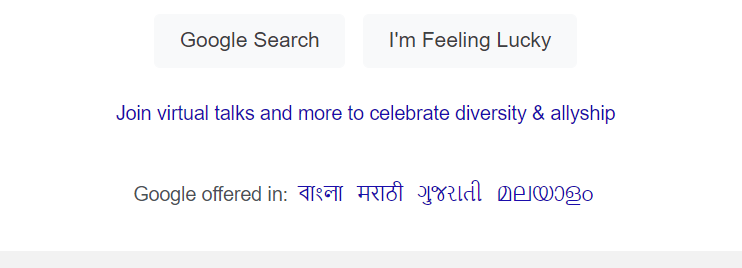 Google Search I'm Feeling Lucky
Join virtual talks and more to celebrate diversity & allyship
Google offered in: বাংলা मराठी ગુજરાતી മലയാളം